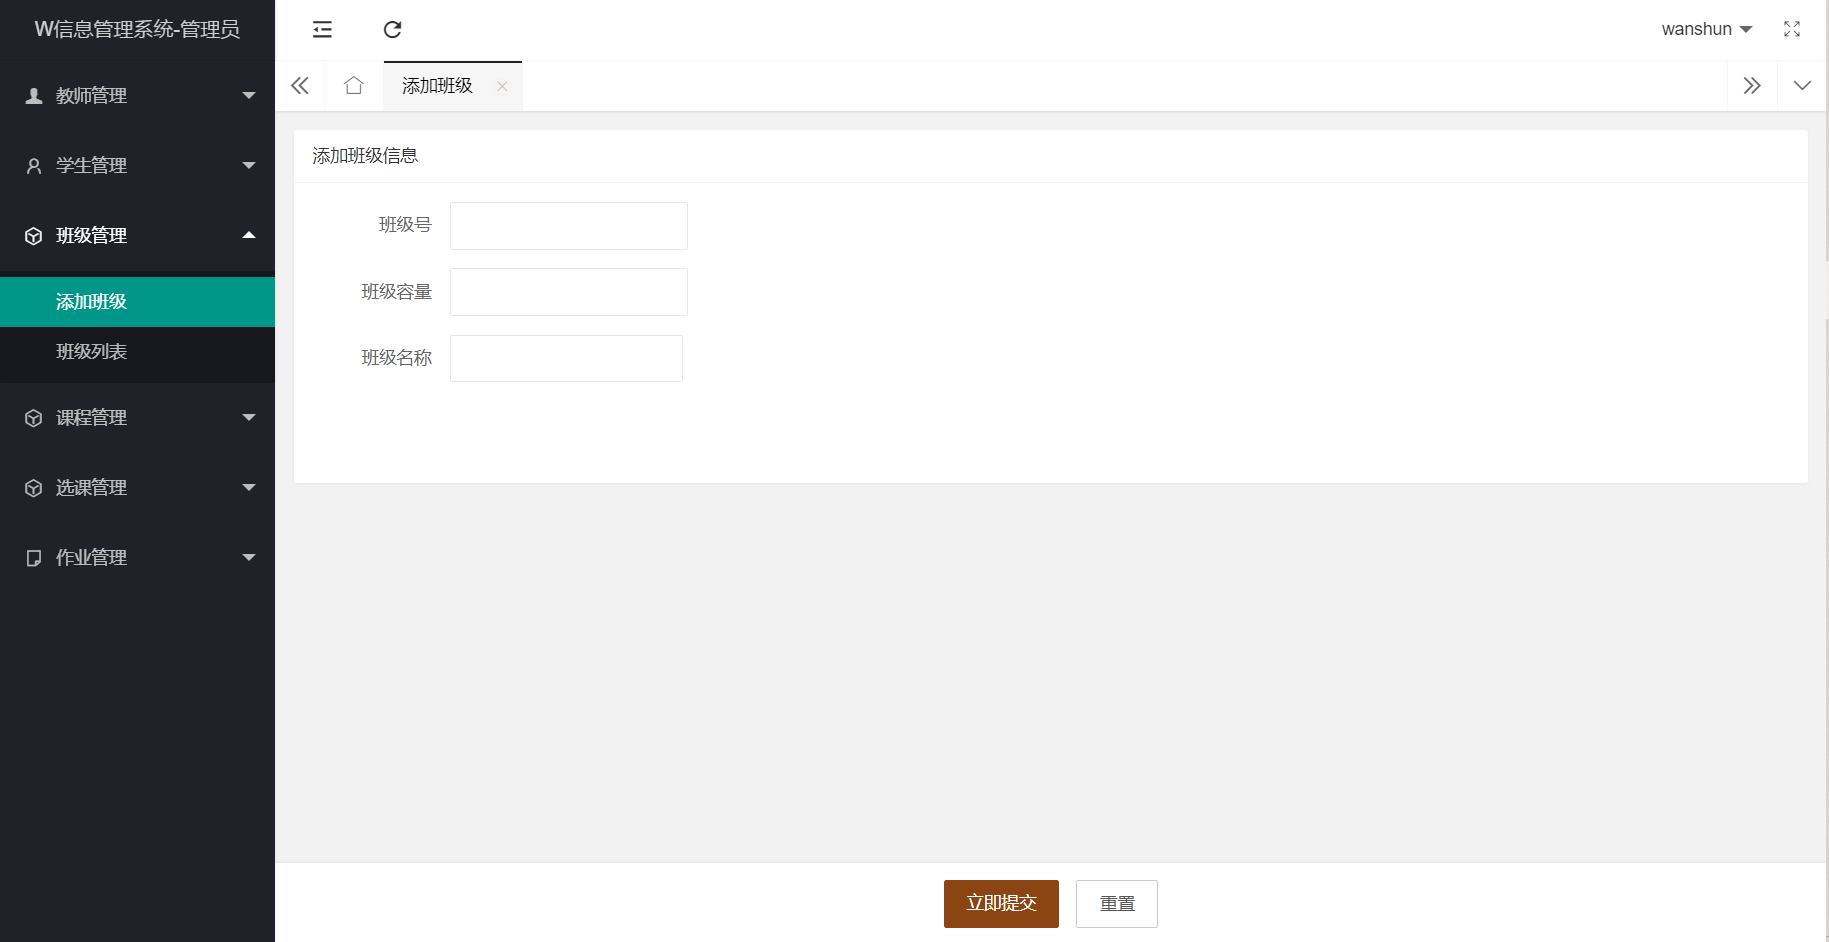 W信息管理系统-管理员
wanshun
教师管理
学生管理
班级管理
添加班级
班级列表
课程管理
选课管理
作业管理
添加班级
添加班级信息
班级号
班级容量
班级名称
立即提交
重置